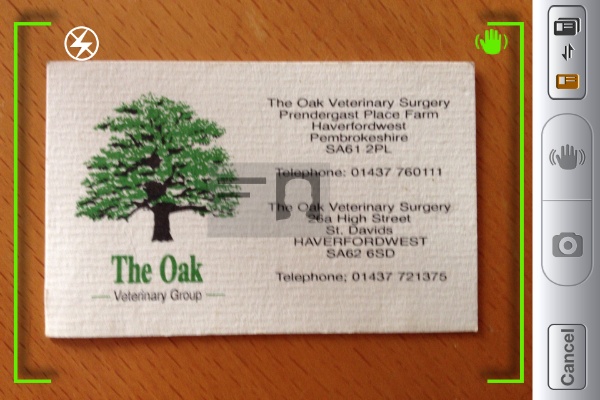 The Oak Veterinary Surgery
Prendergast Place Farm
Haverfordwest
Pembrokeshire
SA61 2PL
Telephone: 01437 760111
The Oak Veterinary Surgery
26a High Street
St. Davids
HAVERFORDWEST
SA62 6SD
Telephone; 01437 721375
The Oak
Veterinary Group
Cancel